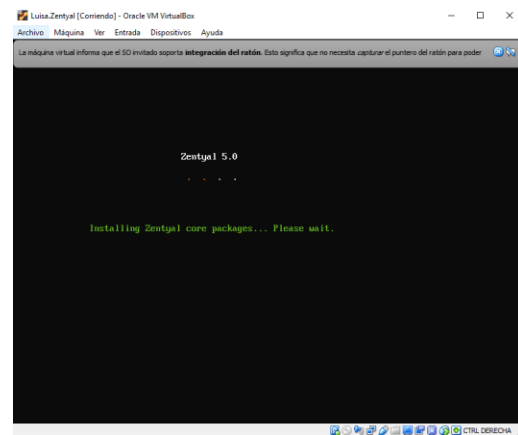 Luisa.Zentyal [Corriendo] - Oracle VM VirtualBox
Archivo Máquina Ver Entrada Dispositivos Ayuda
La máquina virtual informa que el SO invitado soporta integración del ratón. Esto significa que no necesita capturar el puntero del ratón para poder
Zentyal 5.0
. . . .
Installing Zentyal core packages... Please wait.
CTRL DERECHA